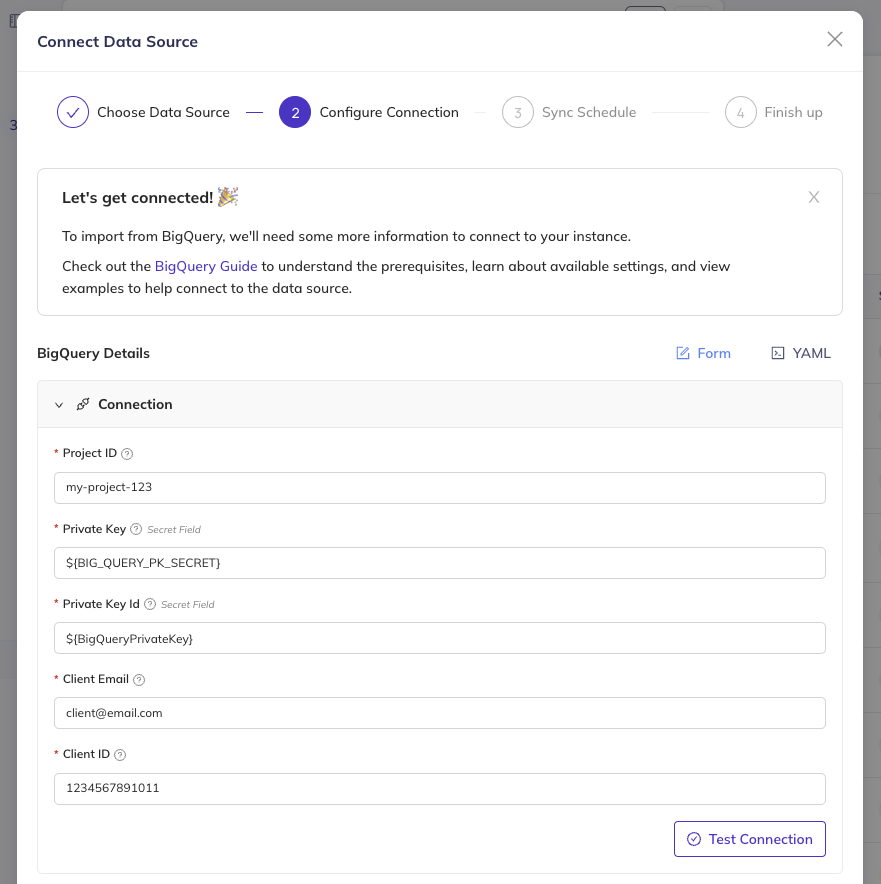 Connect Data Source
Choose Data Source
2 Configure Connection
3 Sync Schedule
4 Finish up
3
Let's get connected! 🎉
To import from BigQuery, we'll need some more information to connect to your instance.
Check out the BigQuery Guide to understand the prerequisites, learn about available settings, and view
examples to help connect to the data source.
BigQuery Details
Form
YAML
Connection
* Project ID ?
my-project-123
* Private Key ? Secret Field
${BIG_QUERY_PK_SECRET}
* Private Key Id ? Secret Field
${BigQueryPrivateKey}
* Client Email ?
client@email.com
* Client ID ?
1234567891011
Test Connection